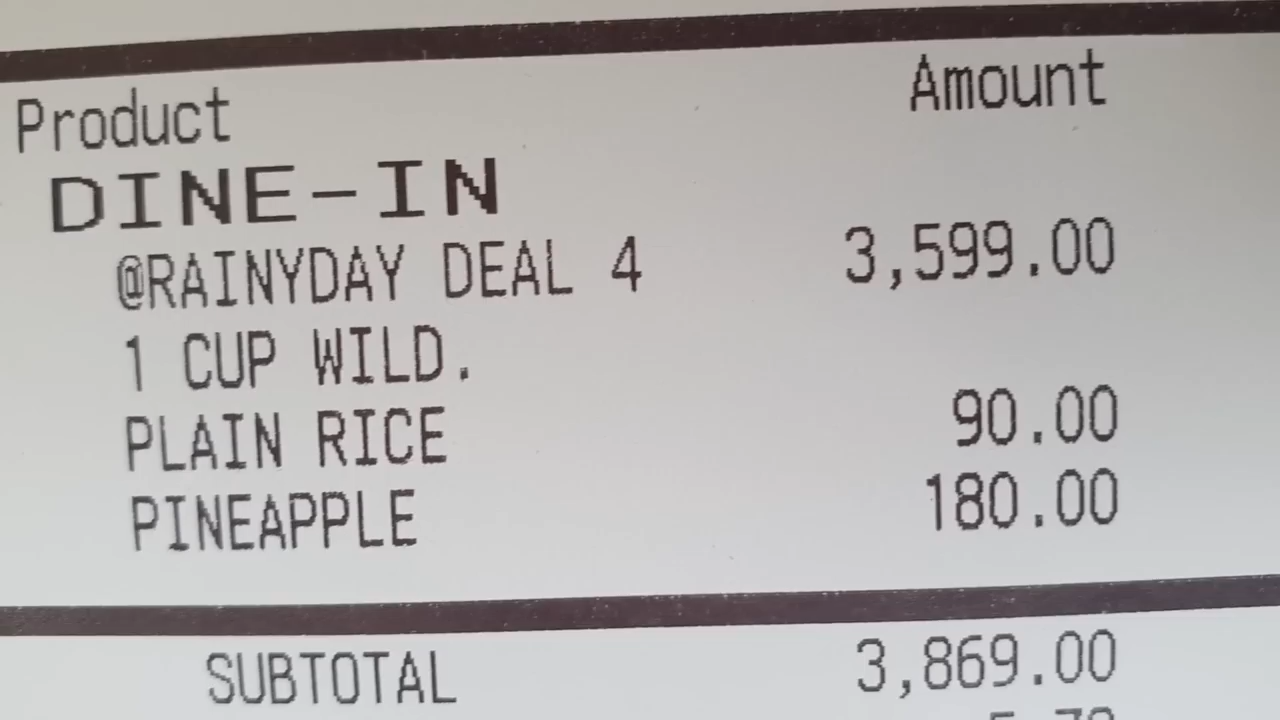 Product Amount
DINE-IN
@RAINYDAY DEAL 4 3,599.00
1 CUP WILD.
PLAIN RICE 90.00
PINEAPPLE 180.00
SUBTOTAL 3,869.00